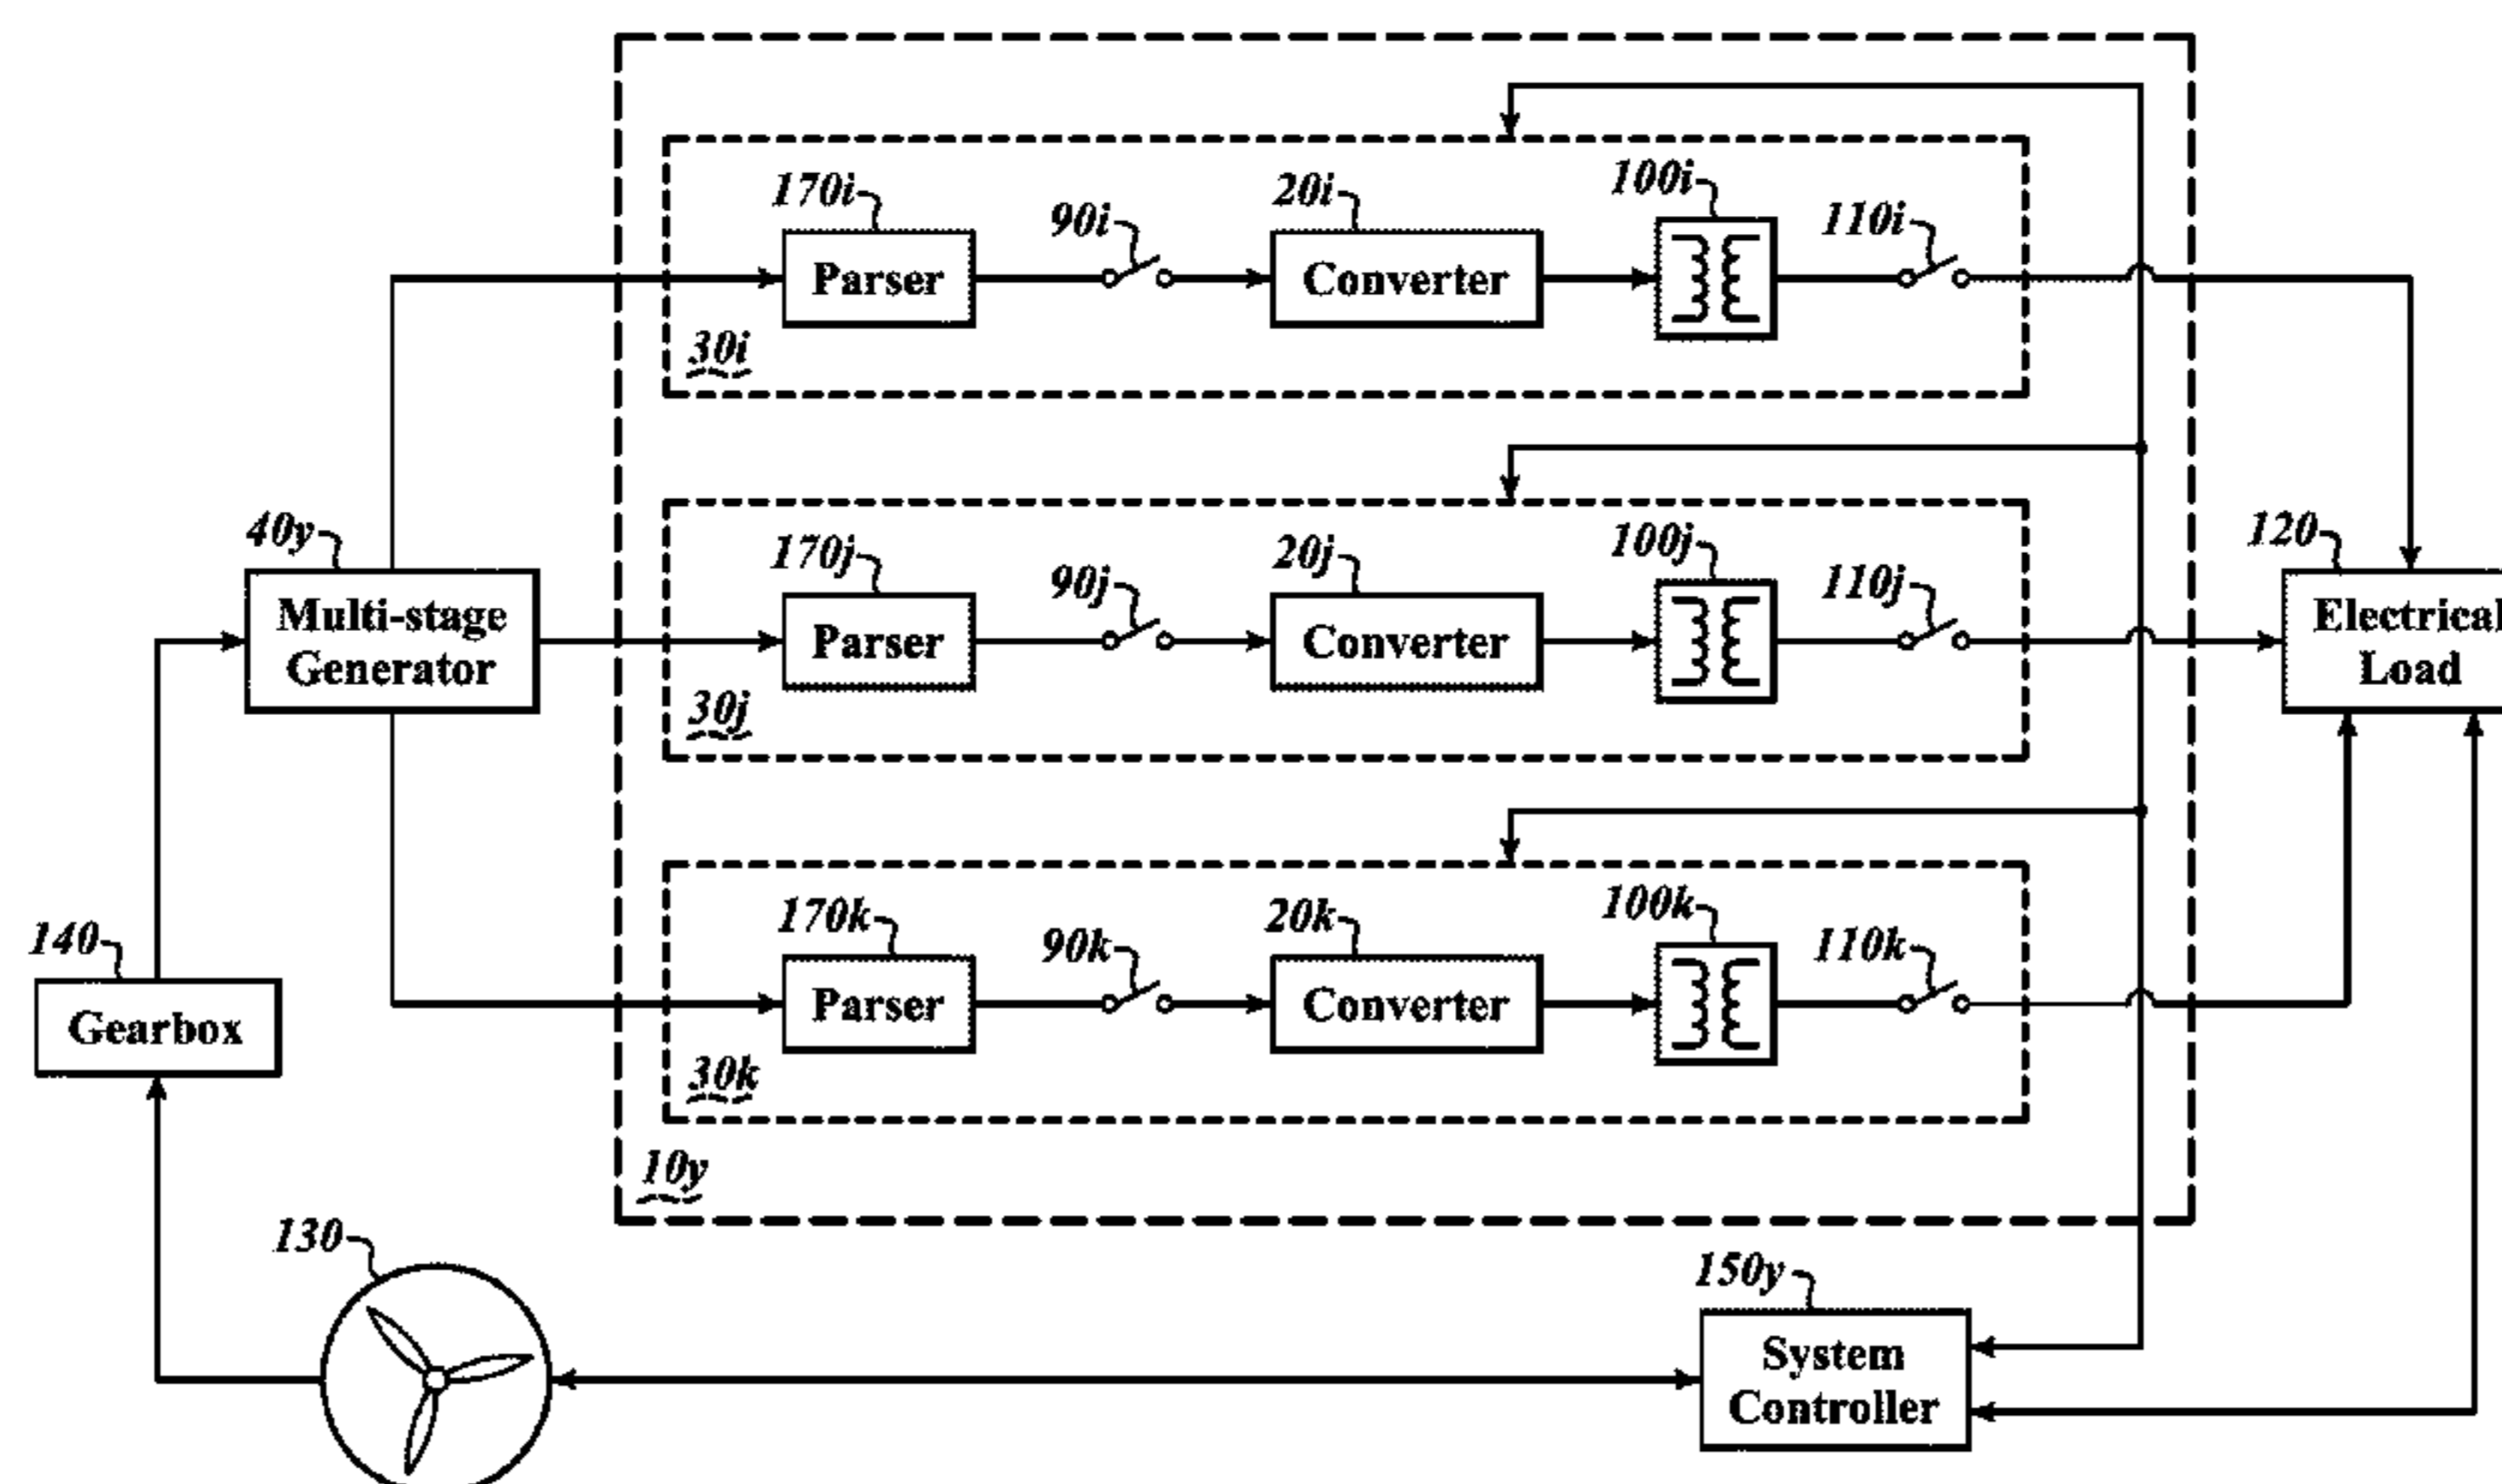 170i
20i
100i
90i
110i
Parser
Converter
30i
40y
170j
20j
100j
120
90j
110j
Multi-stage
Generator
Parser
Converter
Electrical
Load
30j
140
170k
20k
100k
90k
110k
Gearbox
Parser
Converter
30k
10y
130
150y
System
Controller